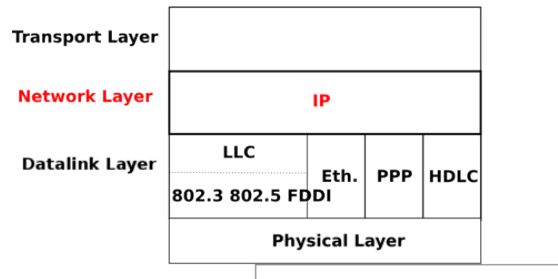 Transport Layer
Network Layer
IP
Datalink Layer
LLC
802.3 802.5 FDDI
Eth.
PPP
HDLC
Physical Layer